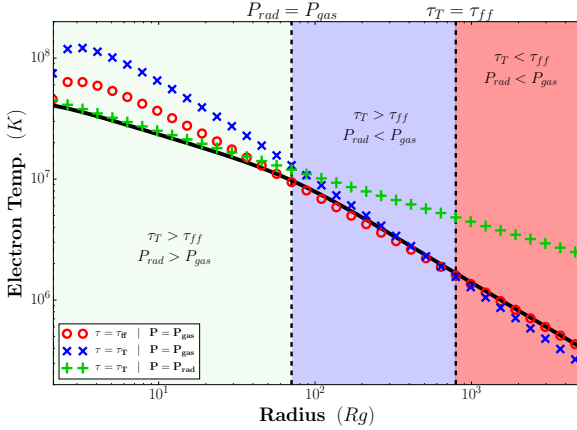 P_rad = P_gas
τ_T = τ_ff
τ_T < τ_ff
P_rad < P_gas
τ_T > τ_ff
P_rad < P_gas
τ_T > τ_ff
P_rad > P_gas
10^8
10^7
10^6
Electron Temp. (K)
τ = τ_ff | P = P_gas
τ = τ_T | P = P_gas
τ = τ_T | P = P_rad
10^1
10^2
10^3
Radius (Rg)